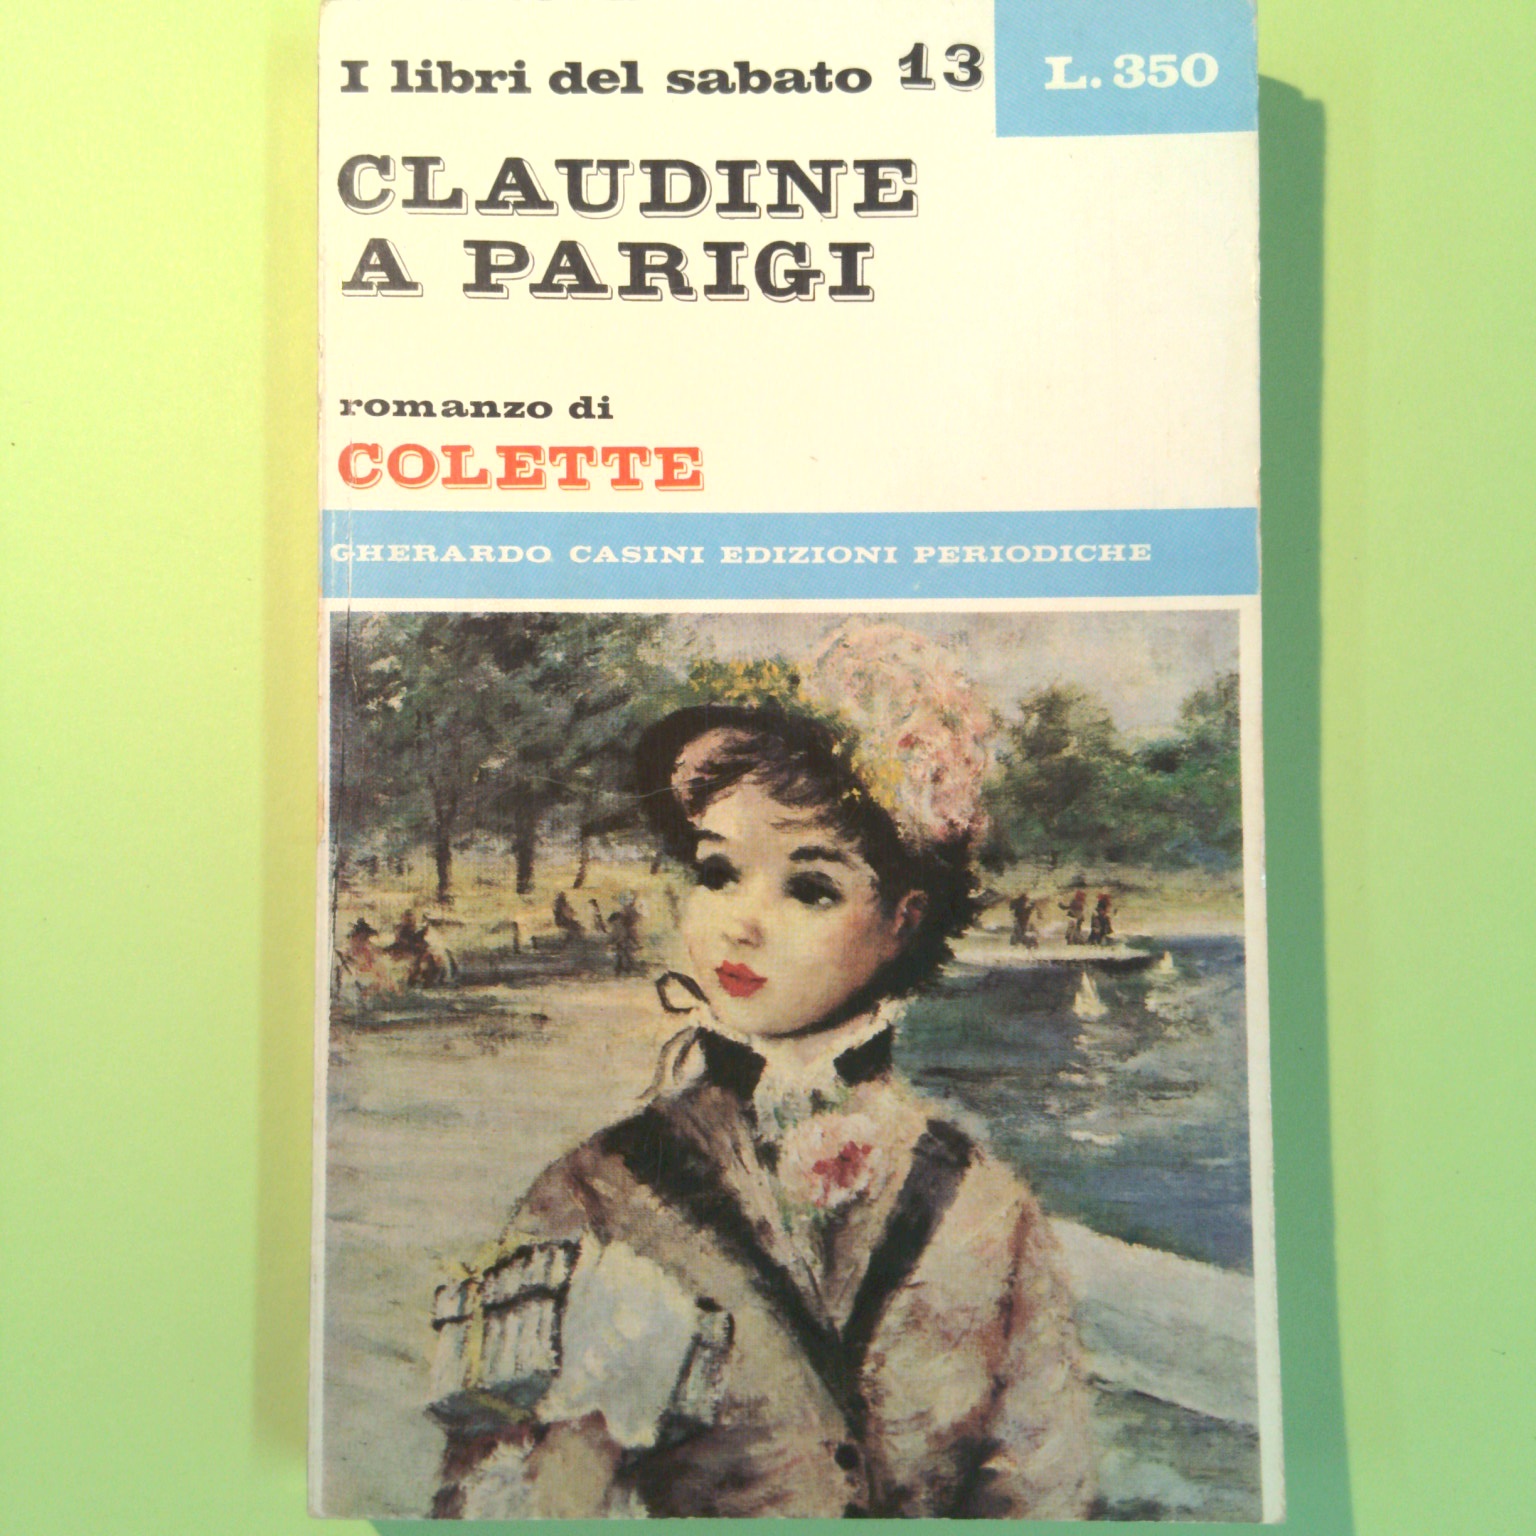 I libri del sabato 13
L. 350
CLAUDINE
A PARIGI
romanzo di
COLETTE
GHERARDO CASINI EDIZIONI PERIODICHE